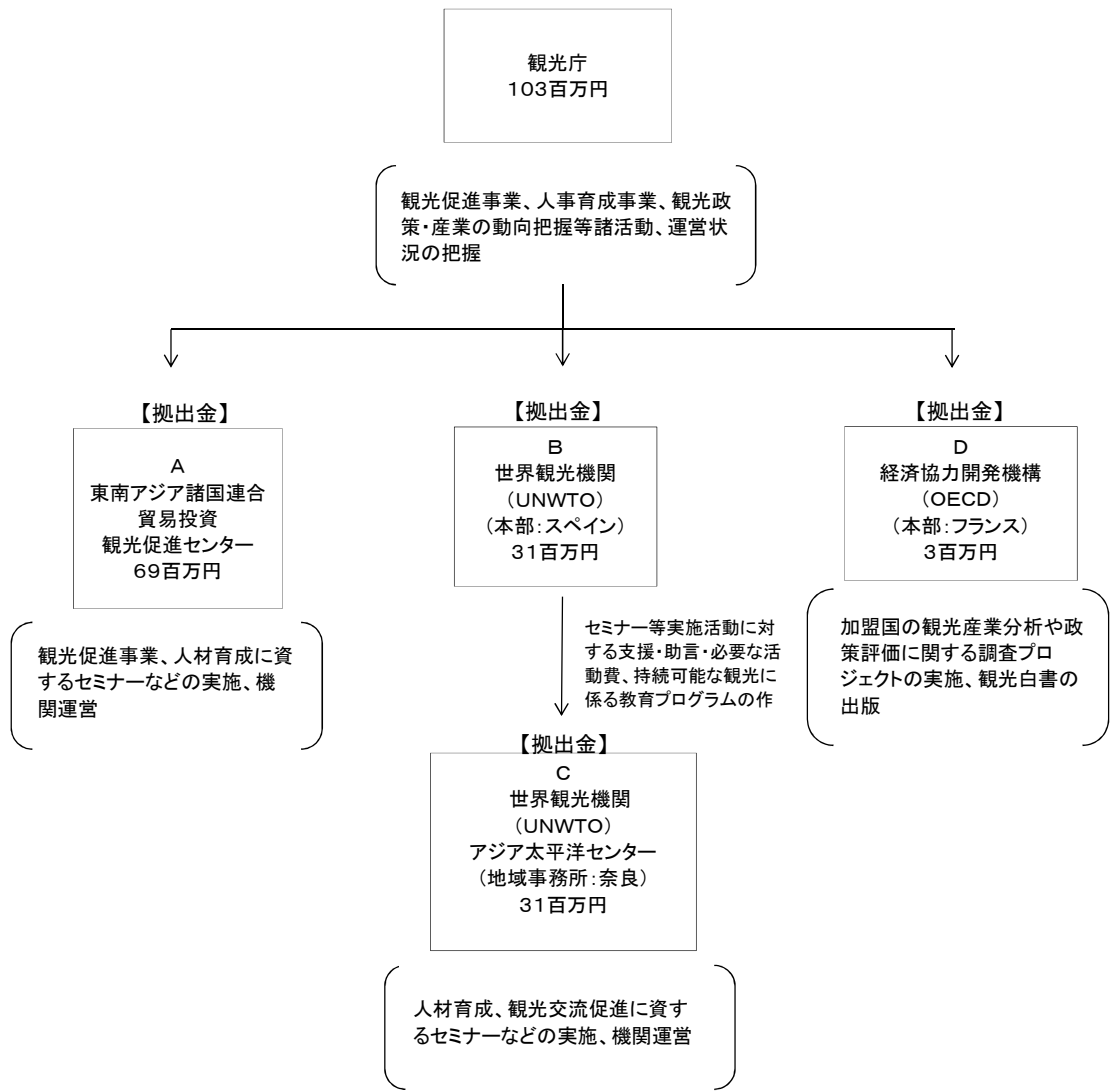 観光庁
103百万円
観光促進事業、人事育成事業、観光政
策・産業の動向把握等諸活動、運営状
況の把握
【拠出金】
A
東南アジア諸国連合
貿易投資
観光促進センター
69百万円
観光促進事業、人材育成に資
するセミナーなどの実施、機
関運営
【拠出金】
B
世界観光機関
(UNWTO)
(本部:スペイン)
31百万円
セミナー等実施活動に対
する支援・助言・必要な活
動費、持続可能な観光に
係る教育プログラムの作
【拠出金】
C
世界観光機関
(UNWTO)
アジア太平洋センター
(地域事務所:奈良)
31百万円
人材育成、観光交流促進に資す
るセミナーなどの実施、機関運営
【拠出金】
D
経済協力開発機構
(OECD)
(本部:フランス)
3百万円
加盟国の観光産業分析や政
策評価に関する調査プロ
ジェクトの実施、観光白書の
出版